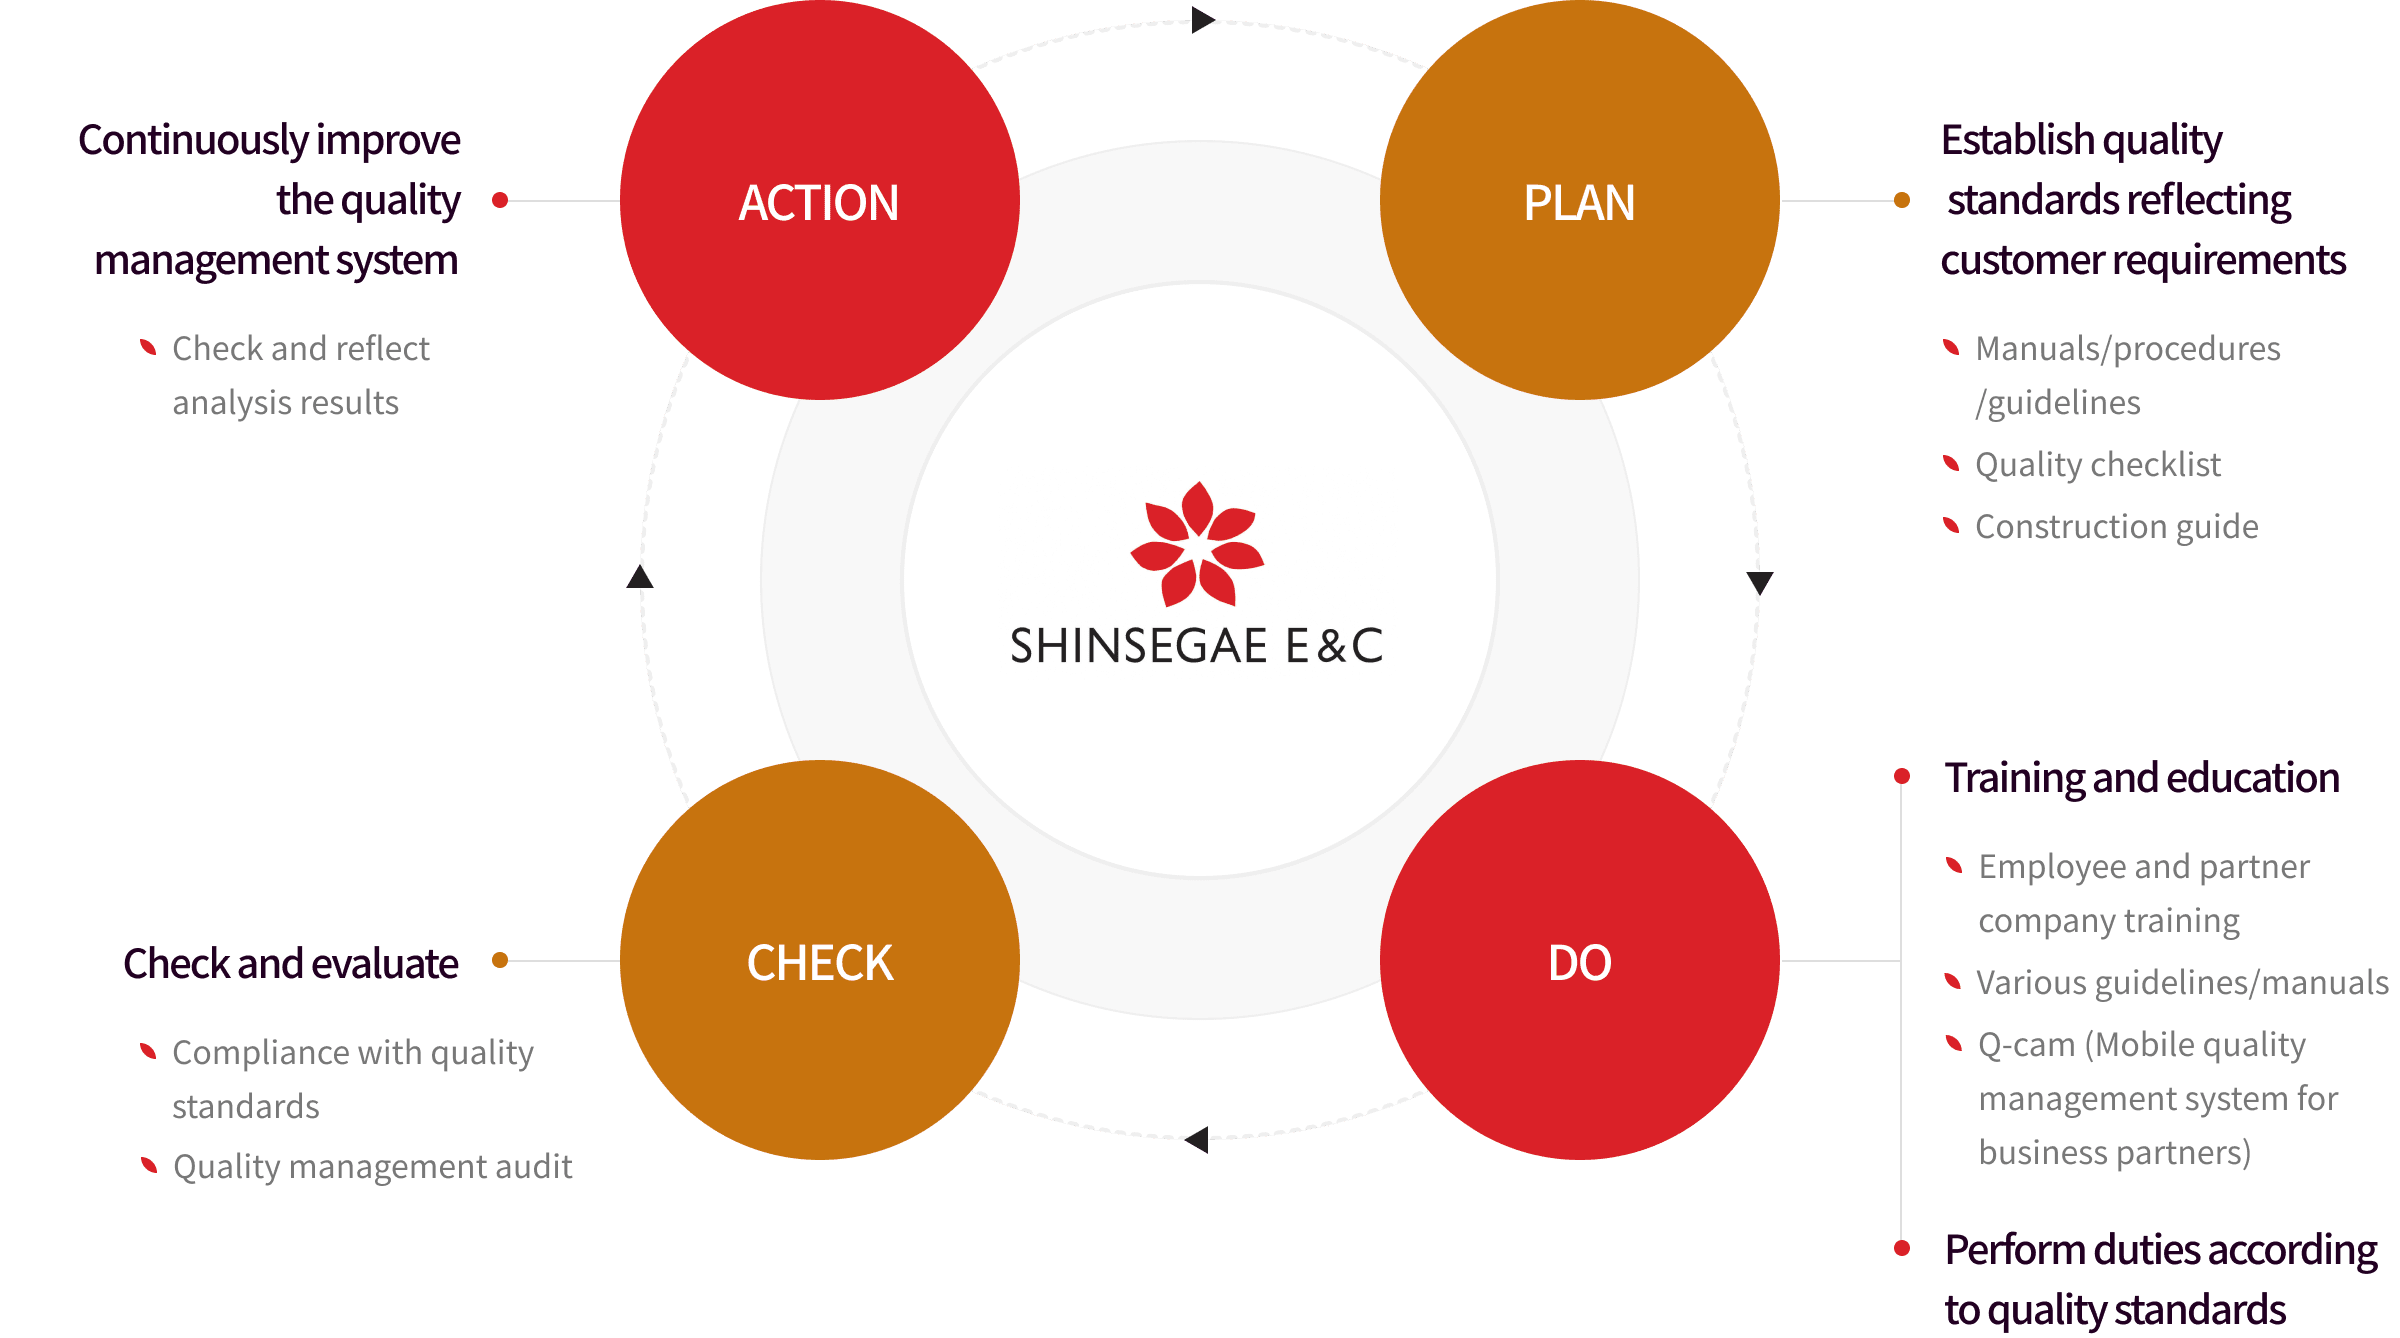 ACTION
Continuously improve
the quality
management system
Check and reflect
analysis results
PLAN
Establish quality
standards reflecting
customer requirements
Manuals/procedures
/guidelines
Quality checklist
Construction guide
SHINSEGAE E&C
CHECK
Check and evaluate
Compliance with quality
standards
Quality management audit
DO
Training and education
Employee and partner
company training
Various guidelines/manuals
Q-cam (Mobile quality
management system for
business partners)
Perform duties according
to quality standards